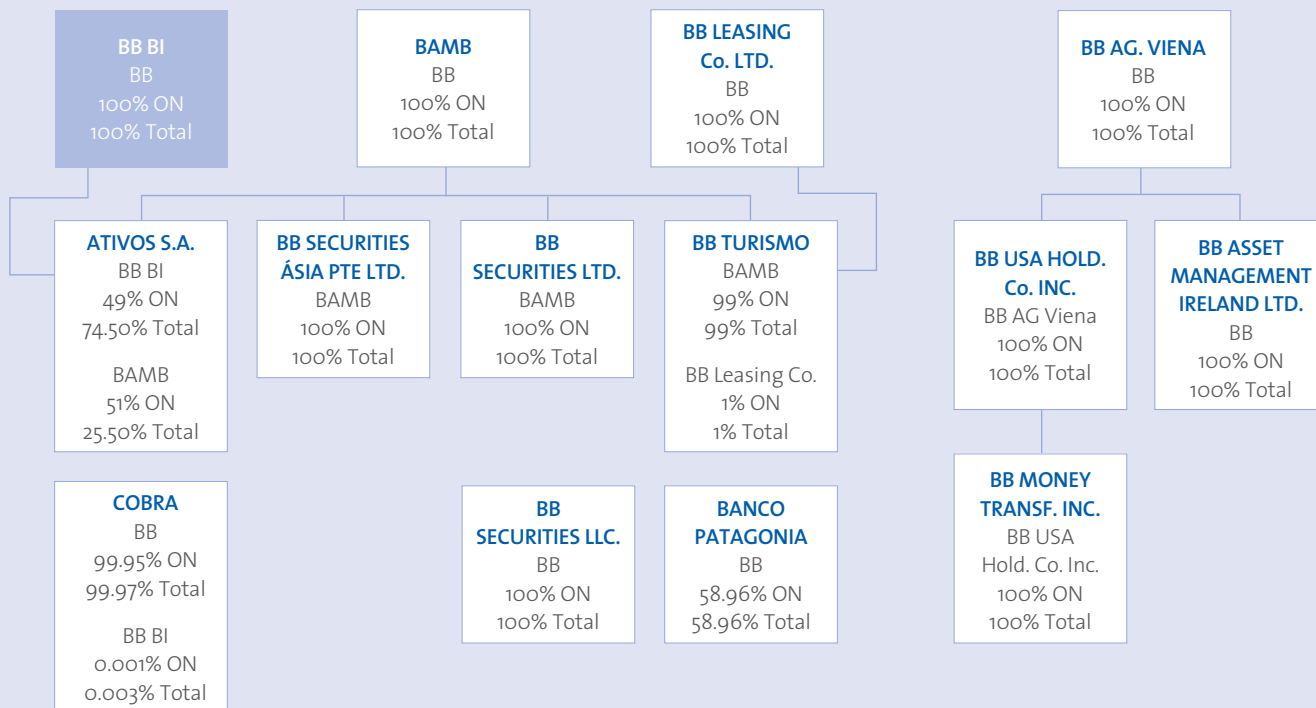 BB BI
BB
100% ON
100% Total
BAMB
BB
100% ON
100% Total
BB LEASING
Co. LTD.
BB
100% ON
100% Total
BB AG. VIENA
BB
100% ON
100% Total
ATIVOS S.A.
BB BI
49% ON
74.50% Total
BAMB
51% ON
25.50% Total
BB SECURITIES
ÁSIA PTE LTD.
BAMB
100% ON
100% Total
BB
SECURITIES LTD.
BAMB
100% ON
100% Total
BB TURISMO
BAMB
99% ON
99% Total
BB Leasing Co.
1% ON
1% Total
BB USA HOLD.
Co. INC.
BB AG Viena
100% ON
100% Total
BB ASSET
MANAGEMENT
IRELAND LTD.
BB
100% ON
100% Total
COBRA
BB
99.95% ON
99.97% Total
BB BI
0.001% ON
0.003% Total
BB
SECURITIES LLC.
BB
100% ON
100% Total
BANCO
PATAGONIA
BB
58.96% ON
58.96% Total
BB MONEY
TRANSF. INC.
BB USA
Hold. Co. Inc.
100% ON
100% Total